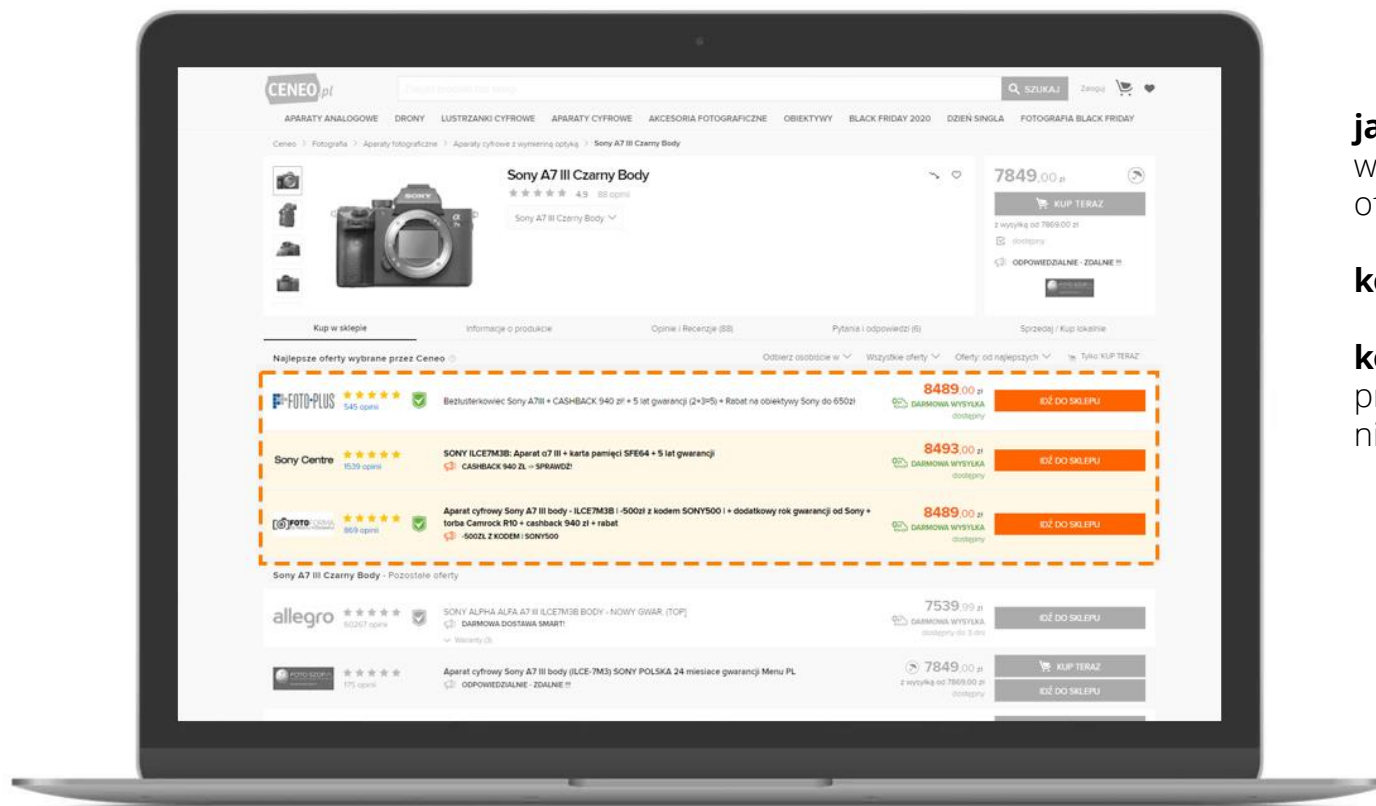 CENEO.pl
SZUKAJ Zaloguj
APARATY ANALOGOWE DRONY LUSTRZANKI CYFROWE APARATY CYFROWE AKCESORIA FOTOGRAFICZNE OBIEKTYWY BLACK FRIDAY 2020 DZIEŃ SINGLA FOTOGRAFIA BLACK FRIDAY
Ceneo > Fotografia > Aparaty fotograficzne > Aparaty cyfrowe z wymienną optyką > Sony A7 III Czarny Body
Sony A7 III Czarny Body
4.9 88 opinii
Sony A7 III Czarny Body
SONY
7849,00 zł
KUP TERAZ
z wysyłką od 7869,00 zł
dostępny
ODPOWIEDZIALNIE - ZDALNIE !!!
Kup w sklepie Informacje o produkcie Opinie i Recenzje (88) Pytania i odpowiedzi (6) Sprzedaj / Kup lokalnie
Najlepsze oferty wybrane przez Ceneo Odbierz osobiście w Wszystkie oferty Oferty: od najlepszych Tylko 'KUP TERAZ'
FOTO-PLUS 545 opinii
Bezlusterkowiec Sony A7III + CASHBACK 940 zł! + 5 lat gwarancji (2+3=5) + Rabat na obiektywy Sony do 650zł
8489,00 zł
DARMOWA WYSYŁKA
dostępny
IDŹ DO SKLEPU
Sony Centre 1539 opinii
SONY ILCE7M3B: Aparat α7 III + karta pamięci SFE64 + 5 lat gwarancji
CASHBACK 940 ZŁ -> SPRAWDŹ!
8493,00 zł
DARMOWA WYSYŁKA
dostępny
IDŹ DO SKLEPU
FOTOFORMA 869 opinii
Aparat cyfrowy Sony A7 III body - ILCE7M3B | -500zł z kodem SONY500 | + dodatkowy rok gwarancji od Sony +
torba Camrock R10 + cashback 940 zł + rabat
-500ZŁ Z KODEM | SONY500
8489,00 zł
DARMOWA WYSYŁKA
dostępny
IDŹ DO SKLEPU
Sony A7 III Czarny Body - Pozostałe oferty
allegro 60267 opinii
SONY ALPHA ALFA A7 III ILCE7M3B BODY - NOWY GWAR. (TOP)
DARMOWA DOSTAWA SMART!
Warianty (3)
7539,99 zł
DARMOWA WYSYŁKA
dostępny do 3 dni
IDŹ DO SKLEPU
175 opinii
Aparat cyfrowy Sony A7 III body (ILCE-7M3) SONY POLSKA 24 miesiace gwarancji Menu PL
ODPOWIEDZIALNIE - ZDALNIE !!!
7849,00 zł
z wysyłką od 7869,00 zł
dostępny
KUP TERAZ
IDŹ DO SKLEPU